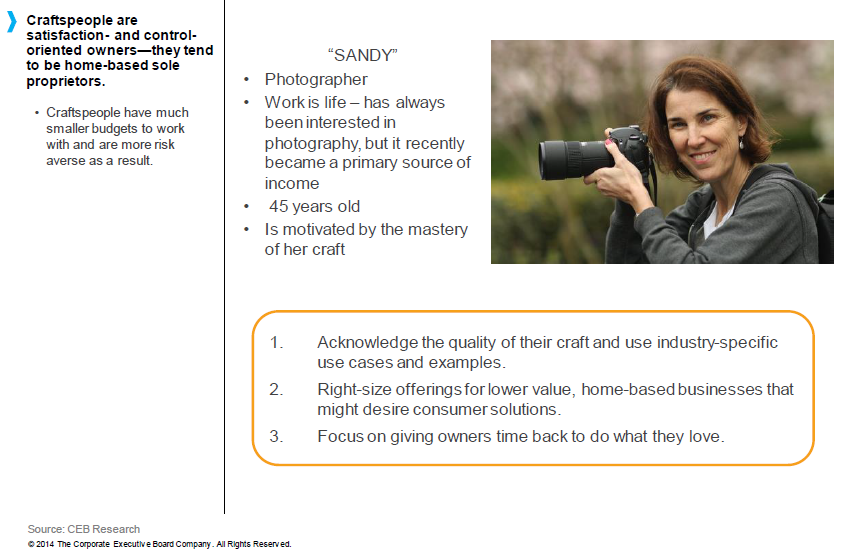 Craftspeople are
satisfaction- and control-
oriented owners—they tend
to be home-based sole
proprietors.
• Craftspeople have much
smaller budgets to work
with and are more risk
averse as a result.
“SANDY”
• Photographer
• Work is life – has always
been interested in
photography, but it recently
became a primary source of
income
• 45 years old
• Is motivated by the mastery
of her craft
1. Acknowledge the quality of their craft and use industry-specific
use cases and examples.
2. Right-size offerings for lower value, home-based businesses that
might desire consumer solutions.
3. Focus on giving owners time back to do what they love.
Source: CEB Research
© 2014 The Corporate Executive Board Company. All Rights Reserved.